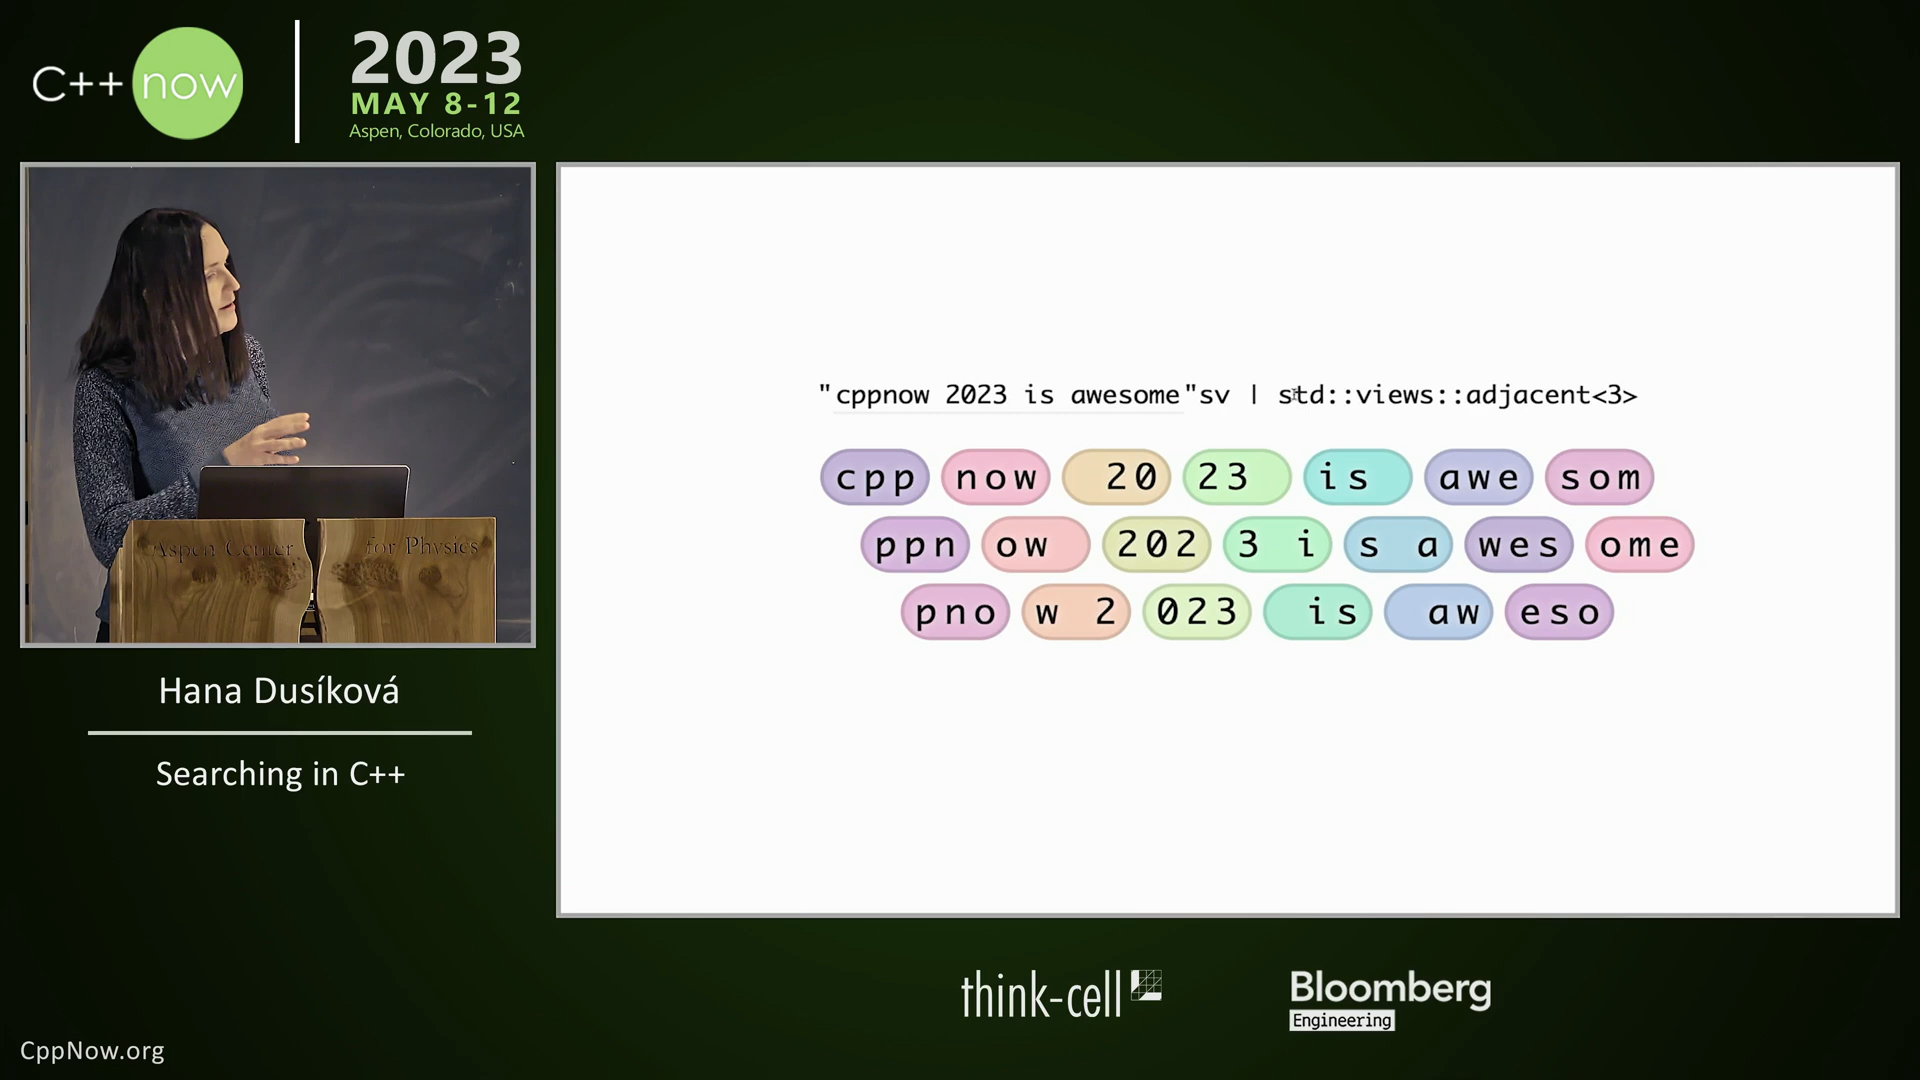 C++ now
2023
MAY 8-12
Aspen, Colorado, USA
Aspen Center for Physics
Hana Dusíková
Searching in C++
"cppnow 2023 is awesome"sv | std::views::adjacent<3>
cpp now 20 23 is awe som
ppn ow 202 3 i s a wes ome
pno w 2 023 is aw eso
think-cell
Bloomberg
Engineering
CppNow.org